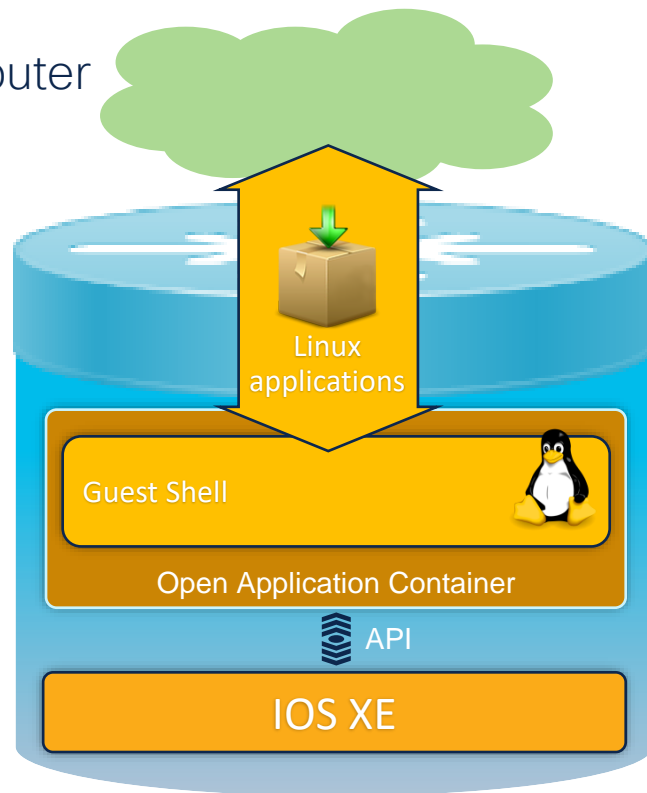 outer
Linux
applications
Guest Shell
Open Application Container
API
IOS XE